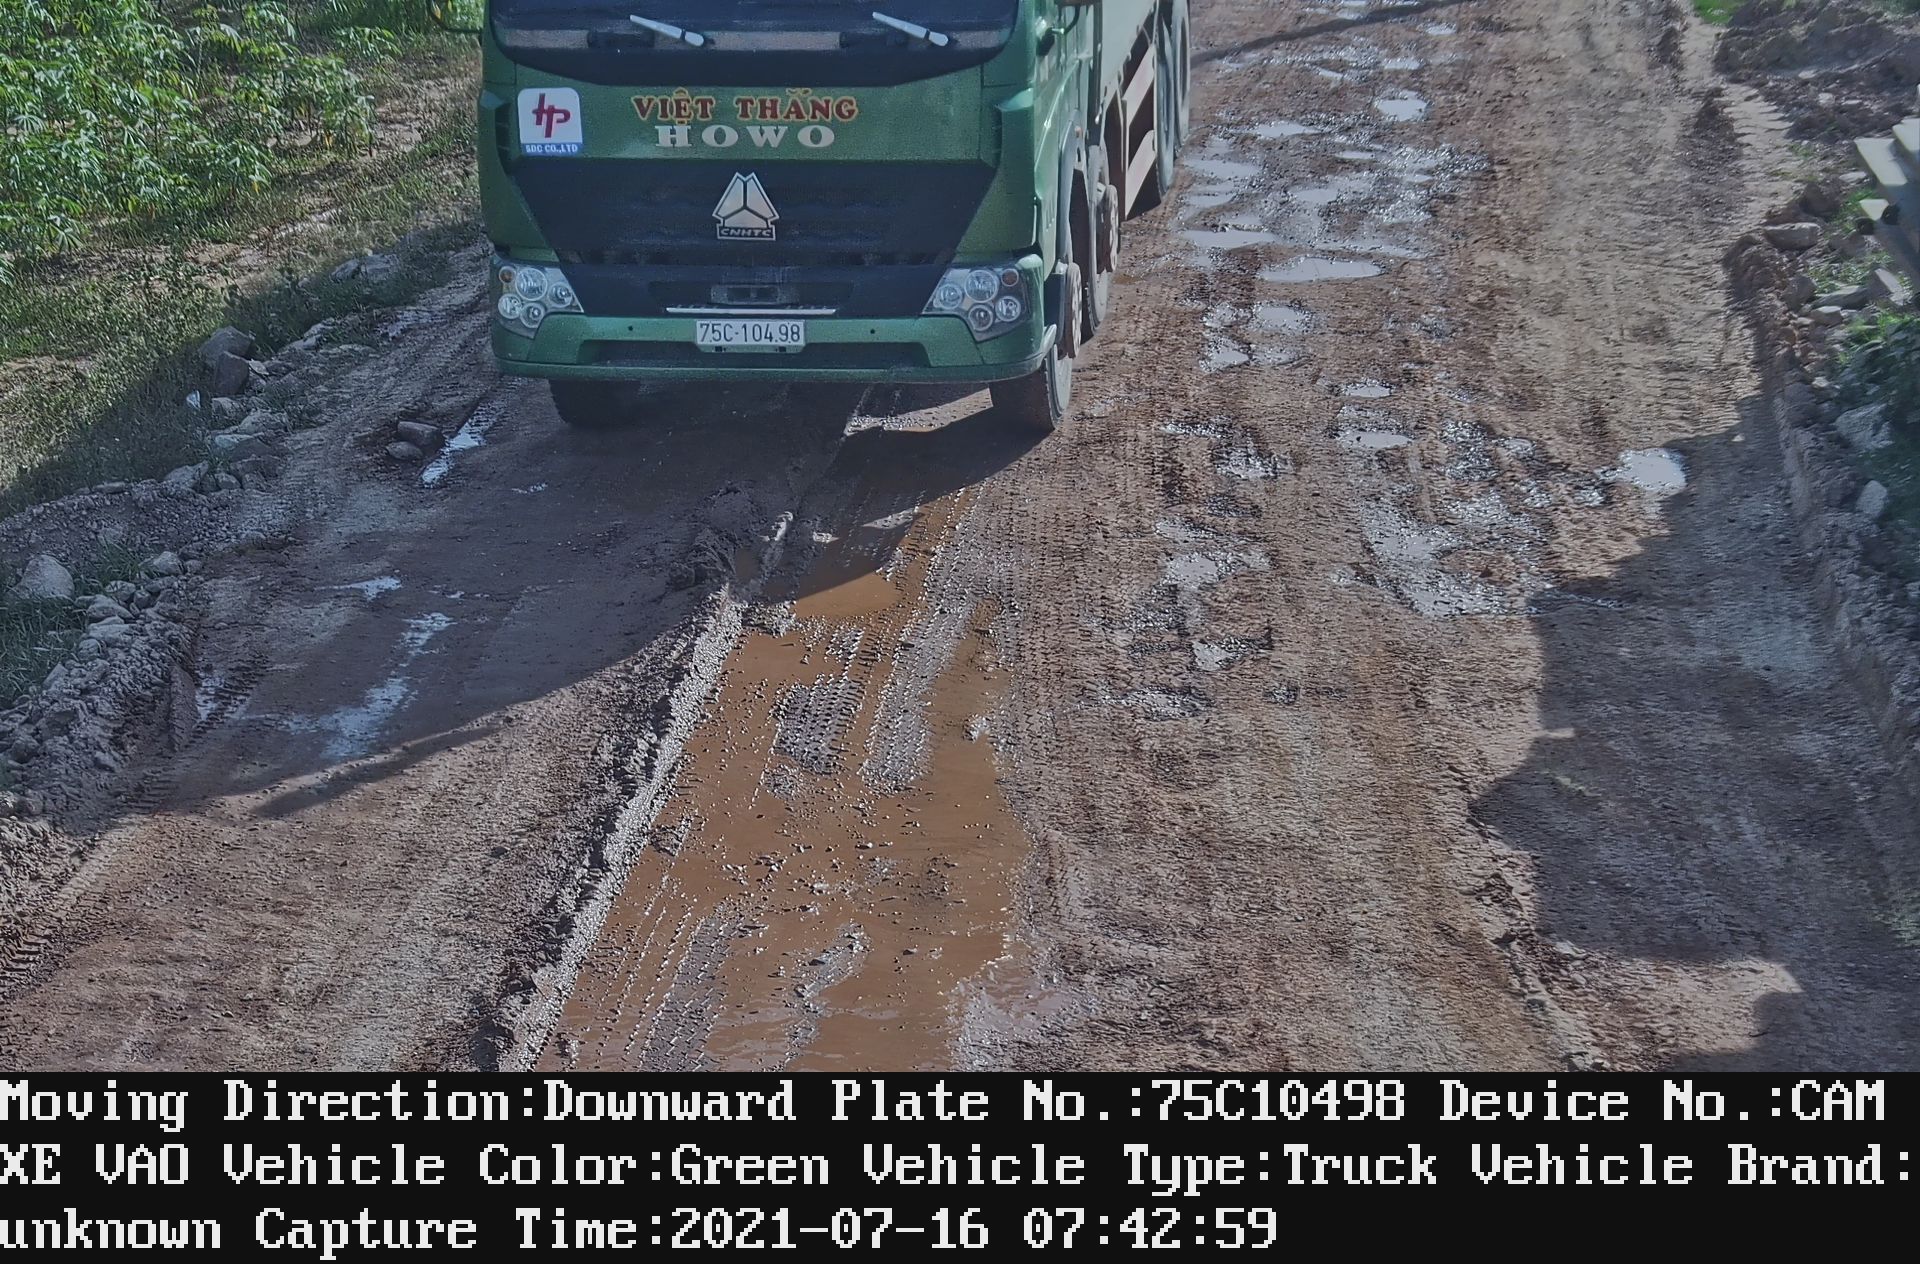 VIỆT THẮNG
HOWO
HP
SDC CO.,LTD
CNHTC
75C-104.98
Moving Direction:Downward Plate No.:75C10498 Device No.:CAM
XE VAO Vehicle Color:Green Vehicle Type:Truck Vehicle Brand:
unknown Capture Time:2021-07-16 07:42:59